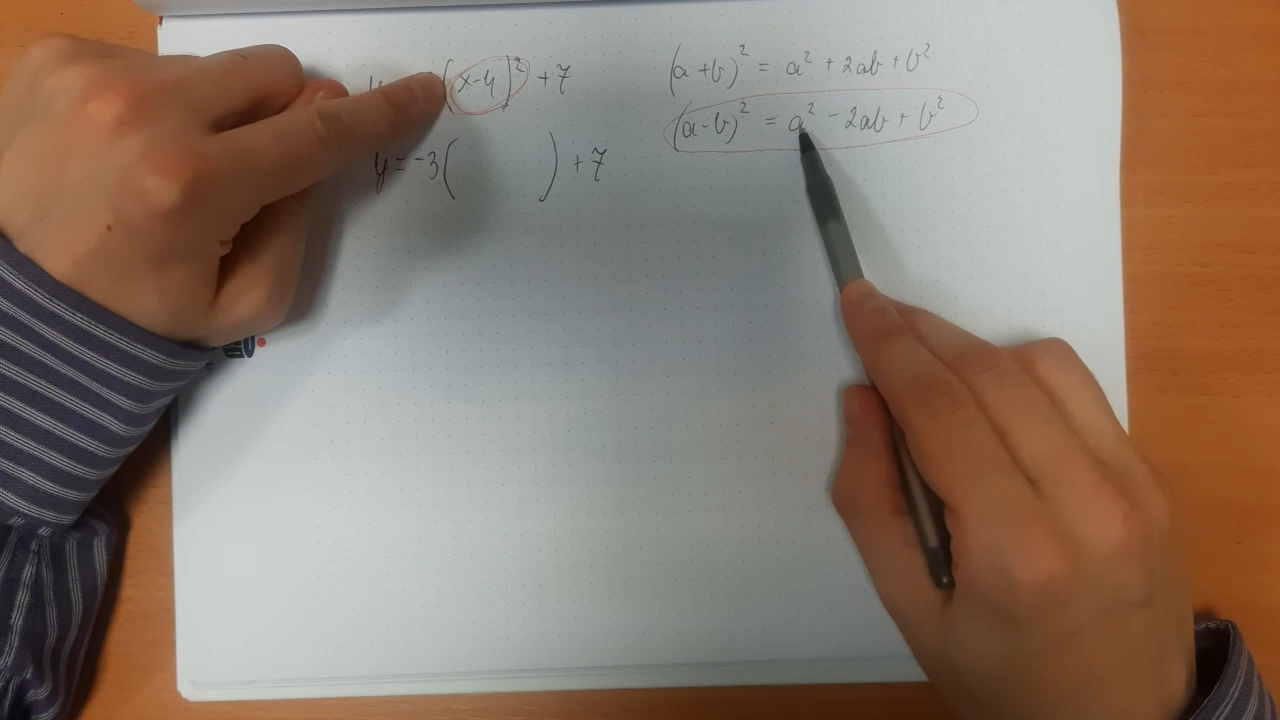 (x-4)² +7
y = -3(      ) +7
(a+b)² = a² + 2ab + b²
(a-b)² = a² - 2ab + b²